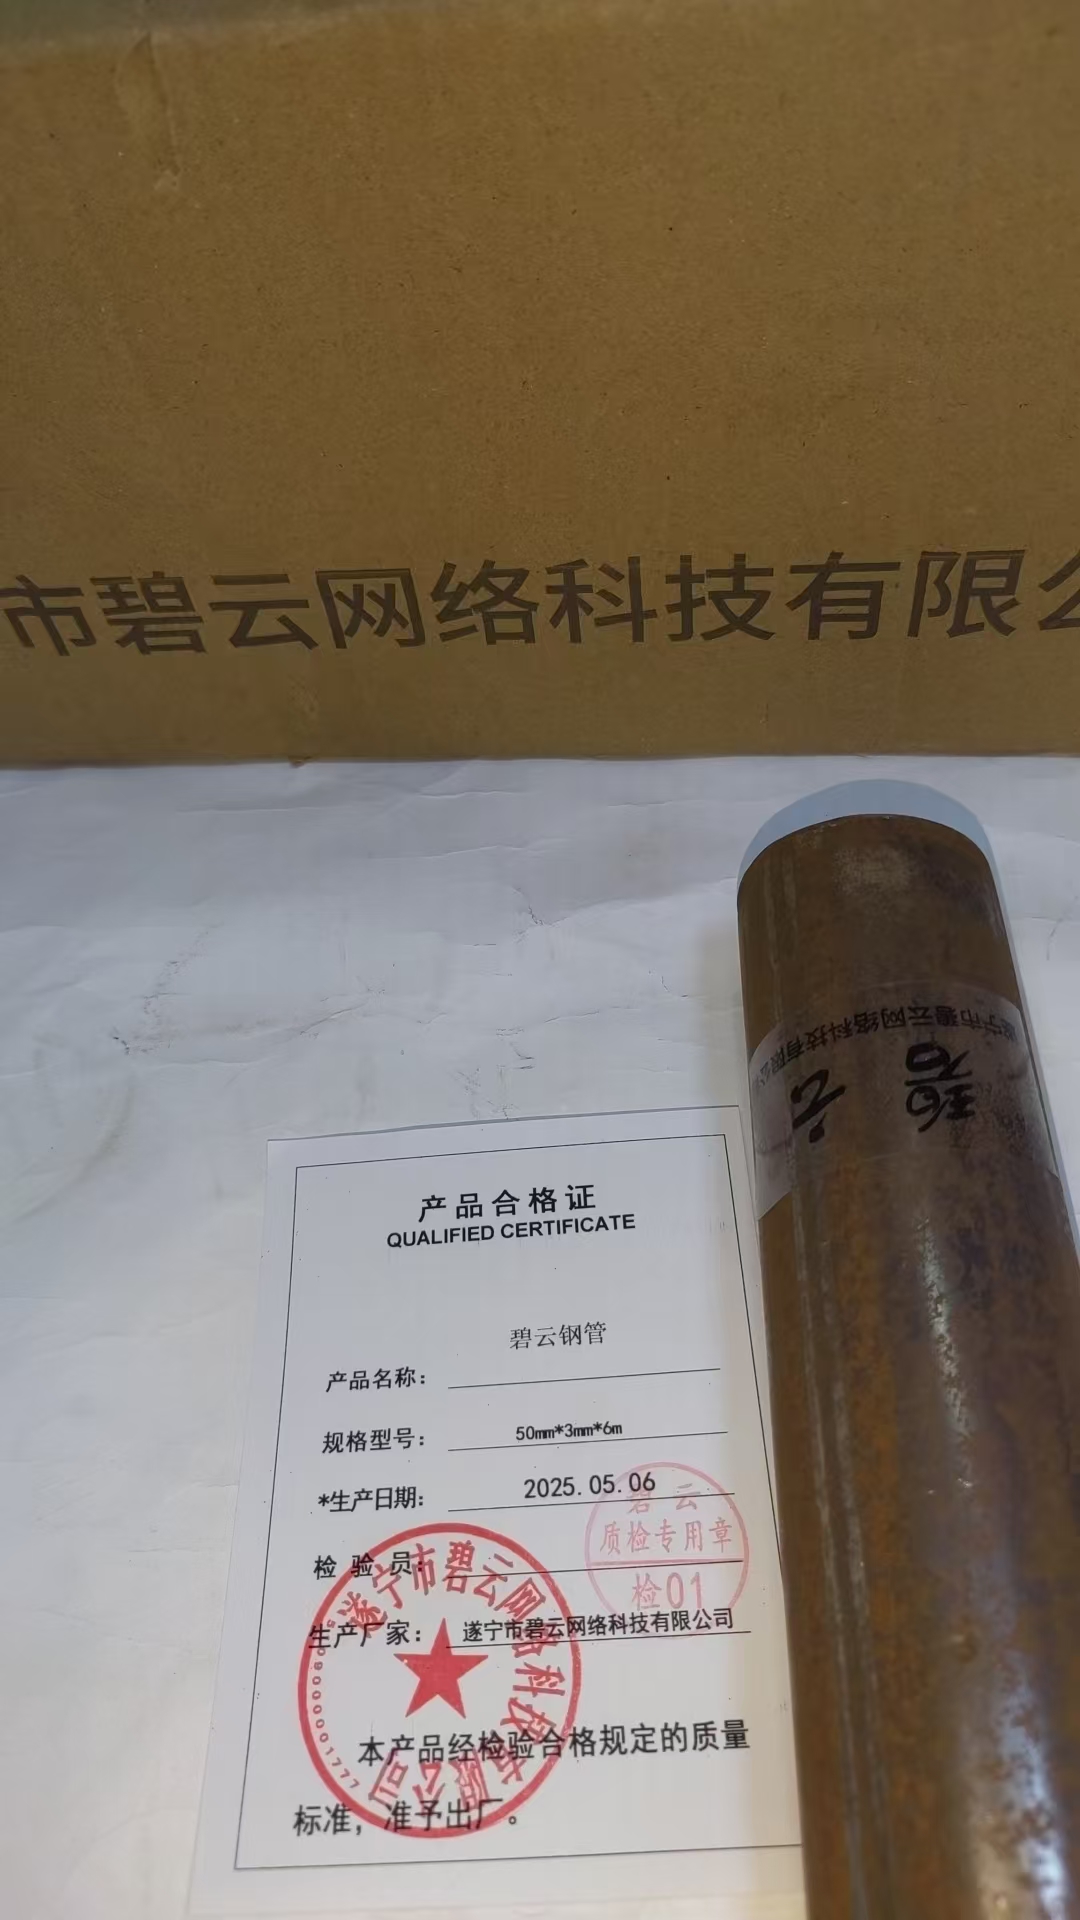 市碧云网络科技有限公
遂宁市碧云网络科技有限公
碧云
产品合格证
QUALIFIED CERTIFICATE
产品名称： 碧云钢管
规格型号： 50mm*3mm*6m
*生产日期： 2025.05.06
检 验 员：
碧云
质检专用章
检01
生产厂家： 遂宁市碧云网络科技有限公司
遂宁市碧云网络科技有限公司
本产品经检验合格规定的质量
标准，准予出厂。